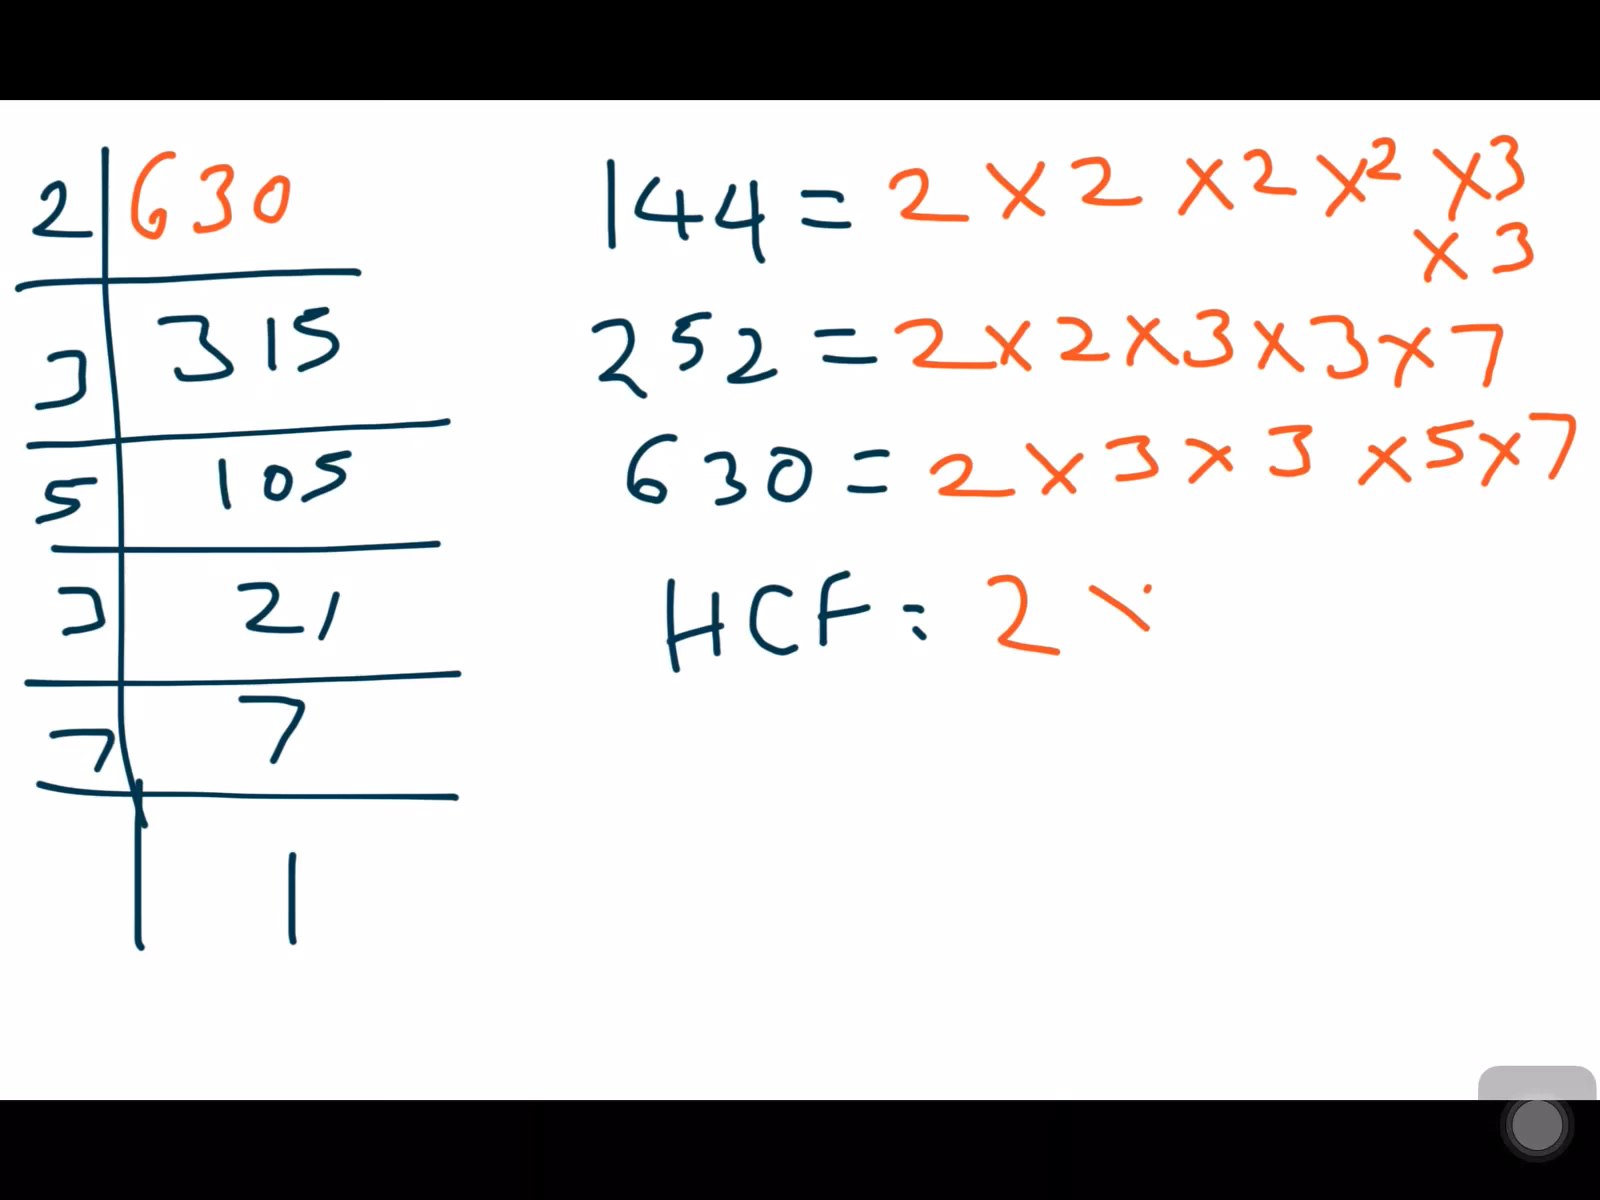 2 630
3 315
5 105
3 21
7 7
1
144 = 2 × 2 × 2 × 2 × 3
× 3
252 = 2 × 2 × 3 × 3 × 7
630 = 2 × 3 × 3 × 5 × 7
HCF = 2 ×